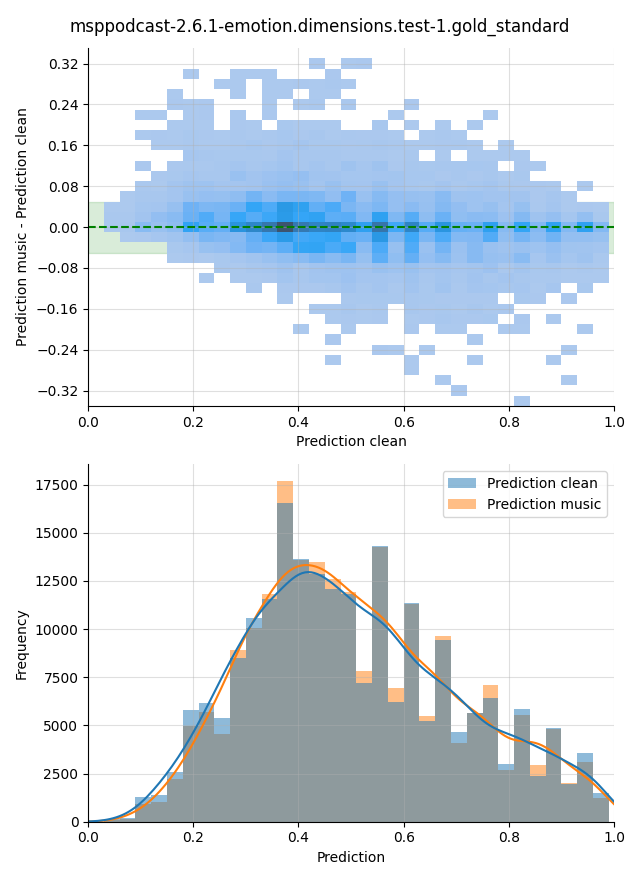 msppodcast-2.6.1-emotion.dimensions.test-1.gold_standard
0.32
0.24
0.16
0.08
0.00
−0.08
−0.16
−0.24
−0.32
Prediction music - Prediction clean
0.0 0.2 0.4 0.6 0.8 1.0
Prediction clean
17500
15000
12500
10000
7500
5000
2500
0
Frequency
Prediction clean
Prediction music
0.0 0.2 0.4 0.6 0.8 1.0
Prediction